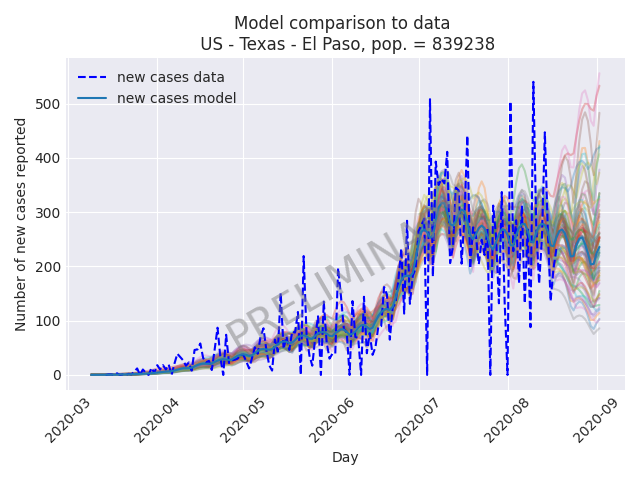 Model comparison to data
US - Texas - El Paso, pop. = 839238
new cases data
new cases model
Number of new cases reported
500
400
300
200
100
0
PRELIMINA
2020-03
2020-04
2020-05
2020-06
2020-07
2020-08
2020-09
Day